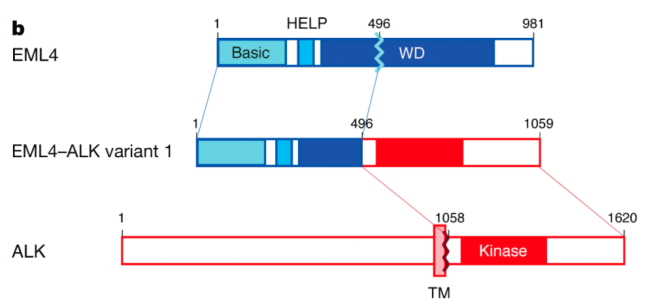 b
1 HELP 496 981
EML4 Basic WD
1 496 1059
EML4–ALK variant 1
1 1058 1620
ALK Kinase
TM